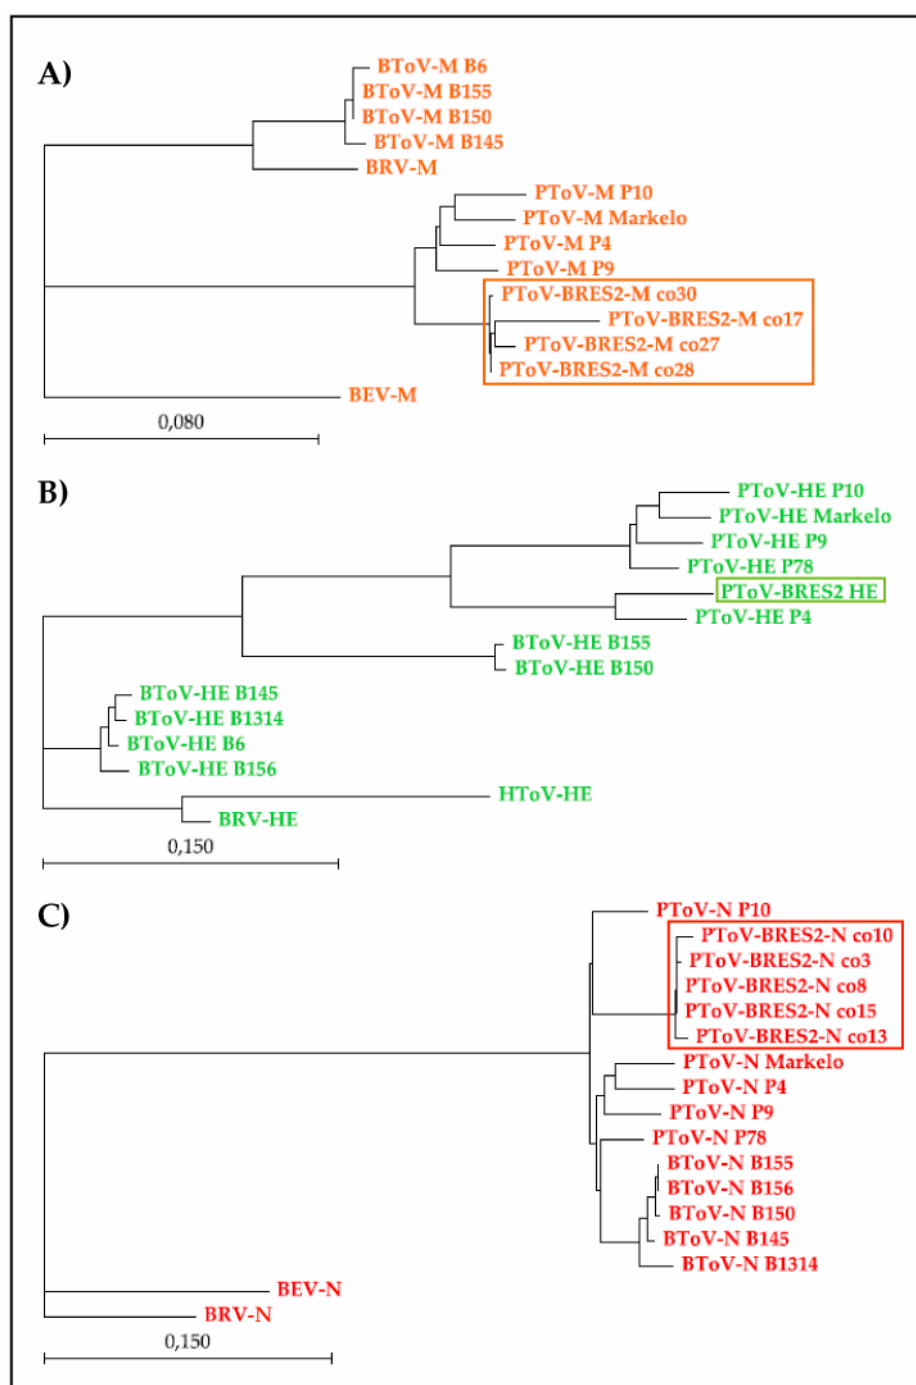 A)
BToV-M B6
BToV-M B155
BToV-M B150
BToV-M B145
BRV-M
PToV-M P10
PToV-M Markelo
PToV-M P4
PToV-M P9
PToV-BRES2-M co30
PToV-BRES2-M co17
PToV-BRES2-M co27
PToV-BRES2-M co28
BEV-M
0,080
B)
PToV-HE P10
PToV-HE Markelo
PToV-HE P9
PToV-HE P78
PToV-BRES2 HE
PToV-HE P4
BToV-HE B155
BToV-HE B150
BToV-HE B145
BToV-HE B1314
BToV-HE B6
BToV-HE B156
HToV-HE
BRV-HE
0,150
C)
PToV-N P10
PToV-BRES2-N co10
PToV-BRES2-N co3
PToV-BRES2-N co8
PToV-BRES2-N co15
PToV-BRES2-N co13
PToV-N Markelo
PToV-N P4
PToV-N P9
PToV-N P78
BToV-N B155
BToV-N B156
BToV-N B150
BToV-N B145
BToV-N B1314
BEV-N
BRV-N
0,150